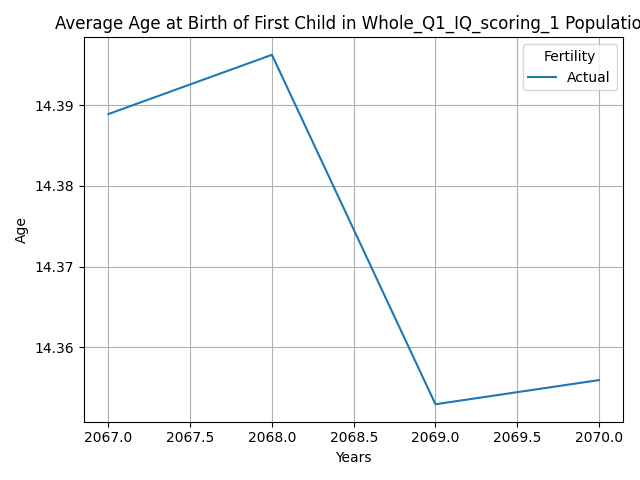 Average Age at Birth of First Child in Whole_Q1_IQ_scoring_1 Populatio
Fertility
Actual
14.39
14.38
14.37
14.36
Age
2067.0 2067.5 2068.0 2068.5 2069.0 2069.5 2070.0
Years